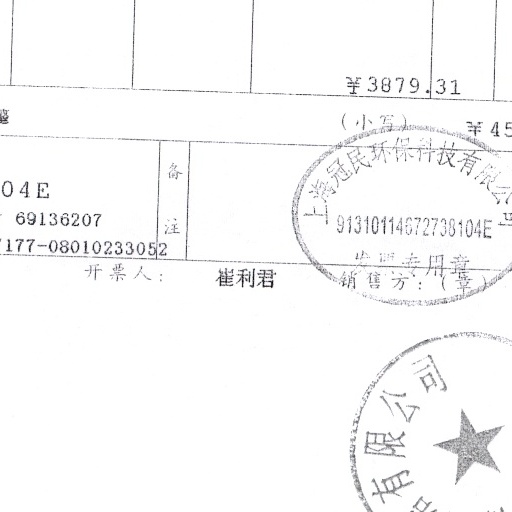 ¥3879.31
(小写) ¥45
04E
备注
69136207
7177-08010233052
开票人: 崔利君 销售方:(章)
上海冠民环保科技有限公司
91310114672738104E
发票专用章
有限公司